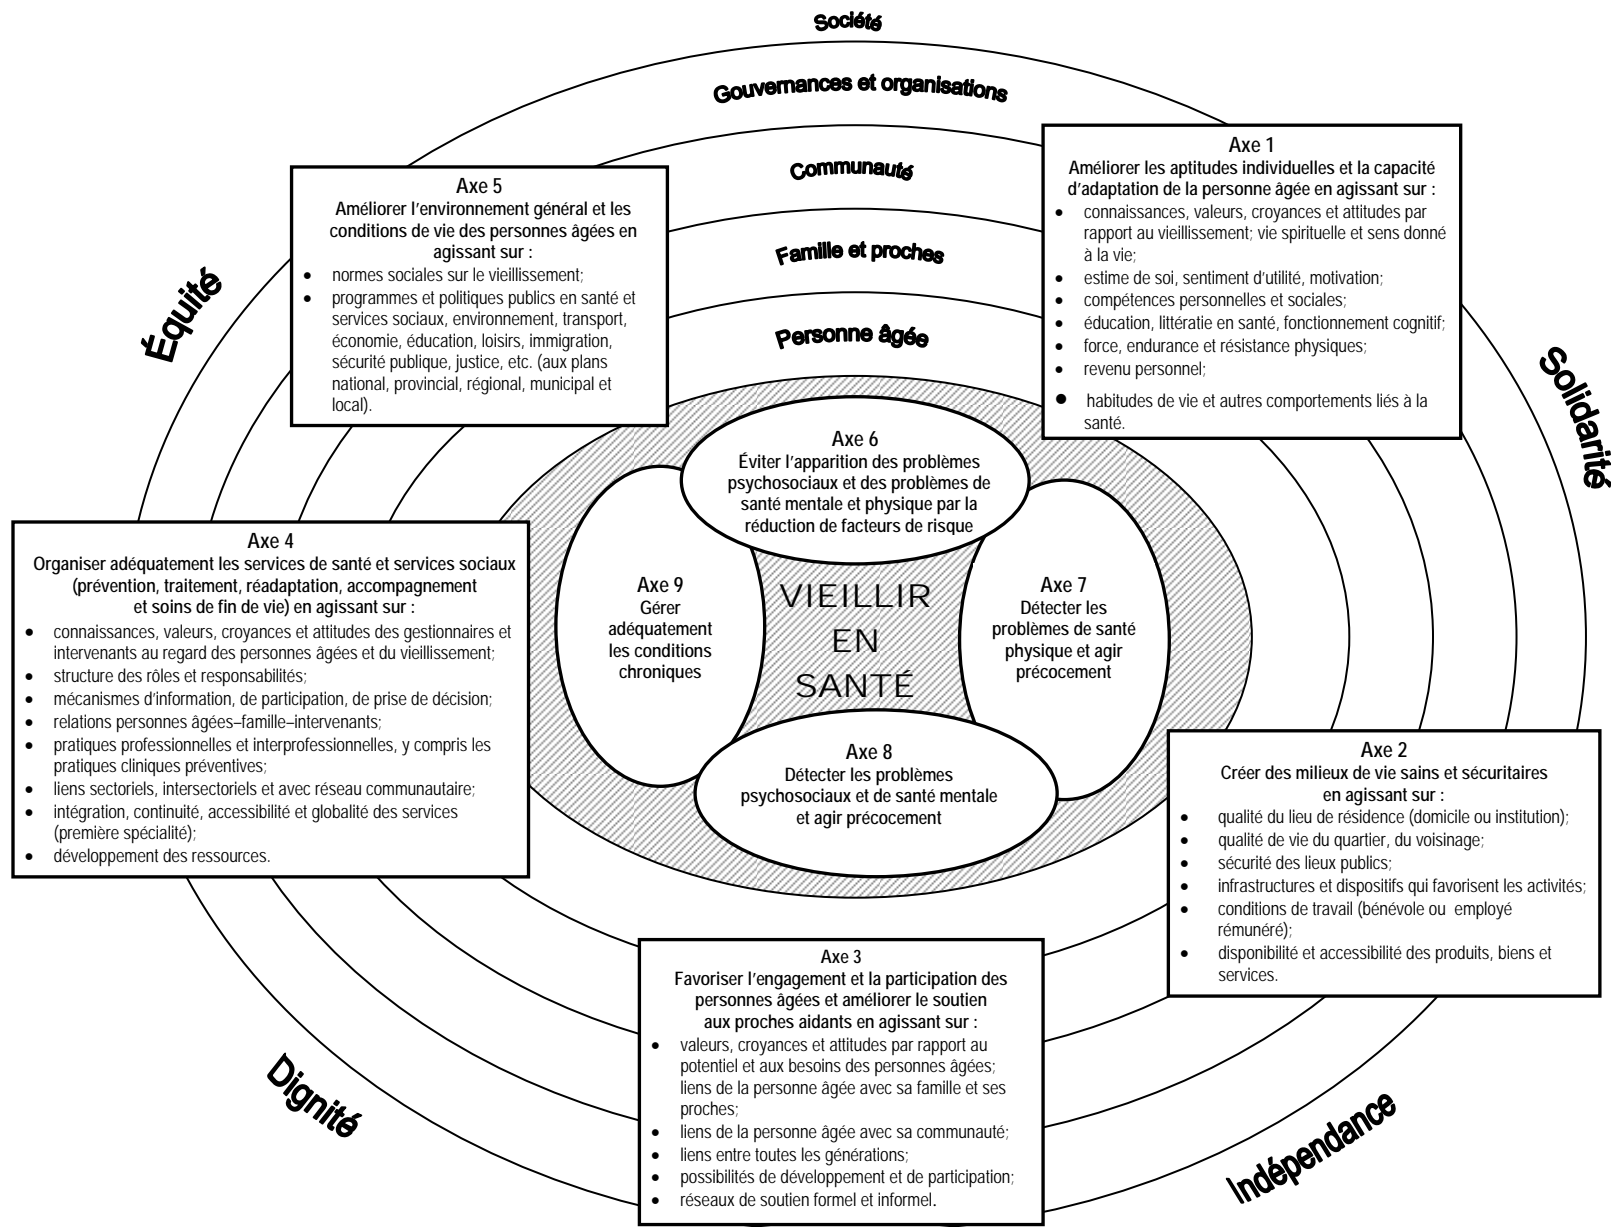 Société
Gouvernances et organisations
Communauté
Famille et proches
Personne âgée
Équité
Solidarité
Dignité
Indépendance
Axe 5
Améliorer l’environnement général et les
conditions de vie des personnes âgées en
agissant sur :
• normes sociales sur le vieillissement;
• programmes et politiques publics en santé et
services sociaux, environnement, transport,
économie, éducation, loisirs, immigration,
sécurité publique, justice, etc. (aux plans
national, provincial, régional, municipal et
local).
Axe 1
Améliorer les aptitudes individuelles et la capacité
d’adaptation de la personne âgée en agissant sur :
• connaissances, valeurs, croyances et attitudes par
rapport au vieillissement; vie spirituelle et sens donné
à la vie;
• estime de soi, sentiment d’utilité, motivation;
• compétences personnelles et sociales;
• éducation, littératie en santé, fonctionnement cognitif;
• force, endurance et résistance physiques;
• revenu personnel;
• habitudes de vie et autres comportements liés à la
santé.
Axe 6
Éviter l’apparition des problèmes
psychosociaux et des problèmes de
santé mentale et physique par la
réduction de facteurs de risque
Axe 4
Organiser adéquatement les services de santé et services sociaux
(prévention, traitement, réadaptation, accompagnement
et soins de fin de vie) en agissant sur :
• connaissances, valeurs, croyances et attitudes des gestionnaires et
intervenants au regard des personnes âgées et du vieillissement;
• structure des rôles et responsabilités;
• mécanismes d’information, de participation, de prise de décision;
• relations personnes âgées–famille–intervenants;
• pratiques professionnelles et interprofessionnelles, y compris les
pratiques cliniques préventives;
• liens sectoriels, intersectoriels et avec réseau communautaire;
• intégration, continuité, accessibilité et globalité des services
(première spécialité);
• développement des ressources.
Axe 9
Gérer
adéquatement
les conditions
chroniques
VIEILLIR
EN
SANTÉ
Axe 7
Détecter les
problèmes de santé
physique et agir
précocement
Axe 8
Détecter les problèmes
psychosociaux et de santé mentale
et agir précocement
Axe 2
Créer des milieux de vie sains et sécuritaires
en agissant sur :
• qualité du lieu de résidence (domicile ou institution);
• qualité de vie du quartier, du voisinage;
• sécurité des lieux publics;
• infrastructures et dispositifs qui favorisent les activités;
• conditions de travail (bénévole ou employé
rémunéré);
• disponibilité et accessibilité des produits, biens et
services.
Axe 3
Favoriser l’engagement et la participation des
personnes âgées et améliorer le soutien
aux proches aidants en agissant sur :
• valeurs, croyances et attitudes par rapport au
potentiel et aux besoins des personnes âgées;
liens de la personne âgée avec sa famille et ses
proches;
• liens de la personne âgée avec sa communauté;
• liens entre toutes les générations;
• possibilités de développement et de participation;
• réseaux de soutien formel et informel.